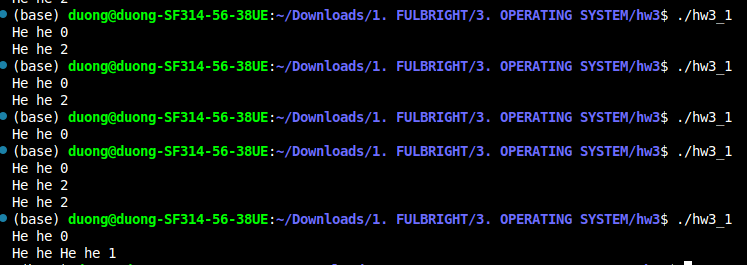 He he 2
(base) duong@duong-SF314-56-38UE:~/Downloads/1. FULBRIGHT/3. OPERATING SYSTEM/hw3$ ./hw3_1
He he 0
He he 2
(base) duong@duong-SF314-56-38UE:~/Downloads/1. FULBRIGHT/3. OPERATING SYSTEM/hw3$ ./hw3_1
He he 0
He he 2
(base) duong@duong-SF314-56-38UE:~/Downloads/1. FULBRIGHT/3. OPERATING SYSTEM/hw3$ ./hw3_1
He he 0
(base) duong@duong-SF314-56-38UE:~/Downloads/1. FULBRIGHT/3. OPERATING SYSTEM/hw3$ ./hw3_1
He he 0
He he 2
He he 2
(base) duong@duong-SF314-56-38UE:~/Downloads/1. FULBRIGHT/3. OPERATING SYSTEM/hw3$ ./hw3_1
He he 0
He he He he 1